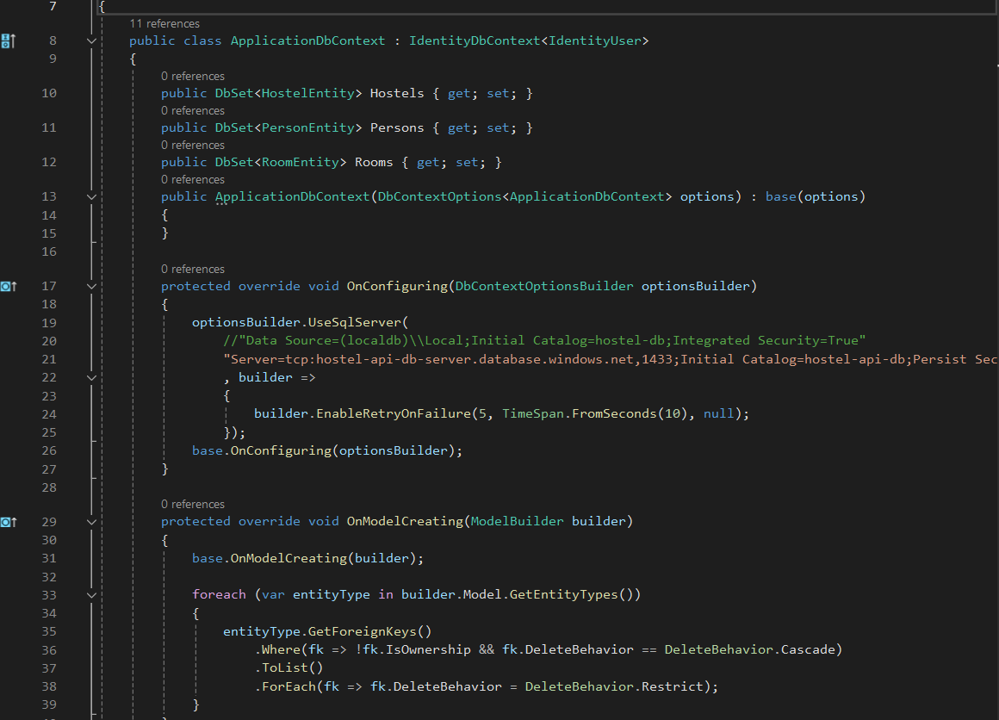 7 {
11 references
8 public class ApplicationDbContext : IdentityDbContext<IdentityUser>
9 {
0 references
10 public DbSet<HostelEntity> Hostels { get; set; }
0 references
11 public DbSet<PersonEntity> Persons { get; set; }
0 references
12 public DbSet<RoomEntity> Rooms { get; set; }
0 references
13 public ApplicationDbContext(DbContextOptions<ApplicationDbContext> options) : base(options)
14 {
15 }
16
0 references
17 protected override void OnConfiguring(DbContextOptionsBuilder optionsBuilder)
18 {
19 optionsBuilder.UseSqlServer(
20 //"Data Source=(localdb)\\Local;Initial Catalog=hostel-db;Integrated Security=True"
21 "Server=tcp:hostel-api-db-server.database.windows.net,1433;Initial Catalog=hostel-api-db;Persist Sec
22 , builder =>
23 {
24 builder.EnableRetryOnFailure(5, TimeSpan.FromSeconds(10), null);
25 });
26 base.OnConfiguring(optionsBuilder);
27 }
28
0 references
29 protected override void OnModelCreating(ModelBuilder builder)
30 {
31 base.OnModelCreating(builder);
32
33 foreach (var entityType in builder.Model.GetEntityTypes())
34 {
35 entityType.GetForeignKeys()
36 .Where(fk => !fk.IsOwnership && fk.DeleteBehavior == DeleteBehavior.Cascade)
37 .ToList()
38 .ForEach(fk => fk.DeleteBehavior = DeleteBehavior.Restrict);
39 }